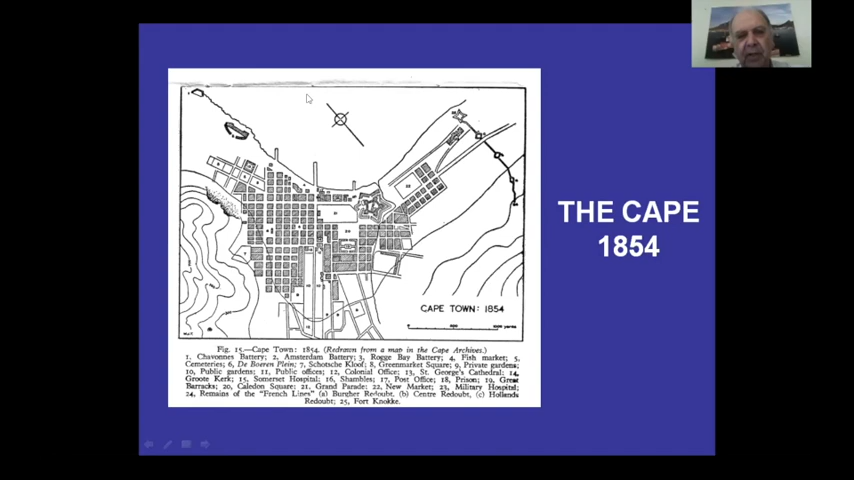 CAPE TOWN: 1854
Fig. 15.—Cape Town: 1854. (Redrawn from a map in the Cape Archives.)
1, Chavonnes Battery; 2, Amsterdam Battery; 3, Rogge Bay Battery; 4, Fish market; 5,
Cemeteries; 6, De Boeren Plein; 7, Schotsche Kloof; 8, Greenmarket Square; 9, Private gardens;
10, Public gardens; 11, Public offices; 12, Colonial Office; 13, St. George's Cathedral; 14,
Groote Kerk; 15, Somerset Hospital; 16, Shambles; 17, Post Office; 18, Prison; 19, Great
Barracks; 20, Caledon Square; 21, Grand Parade; 22, New Market; 23, Military Hospital;
24, Remains of the "French Lines" (a) Burgher Redoubt, (b) Centre Redoubt, (c) Hollands
Redoubt; 25, Fort Knokke.
THE CAPE
1854